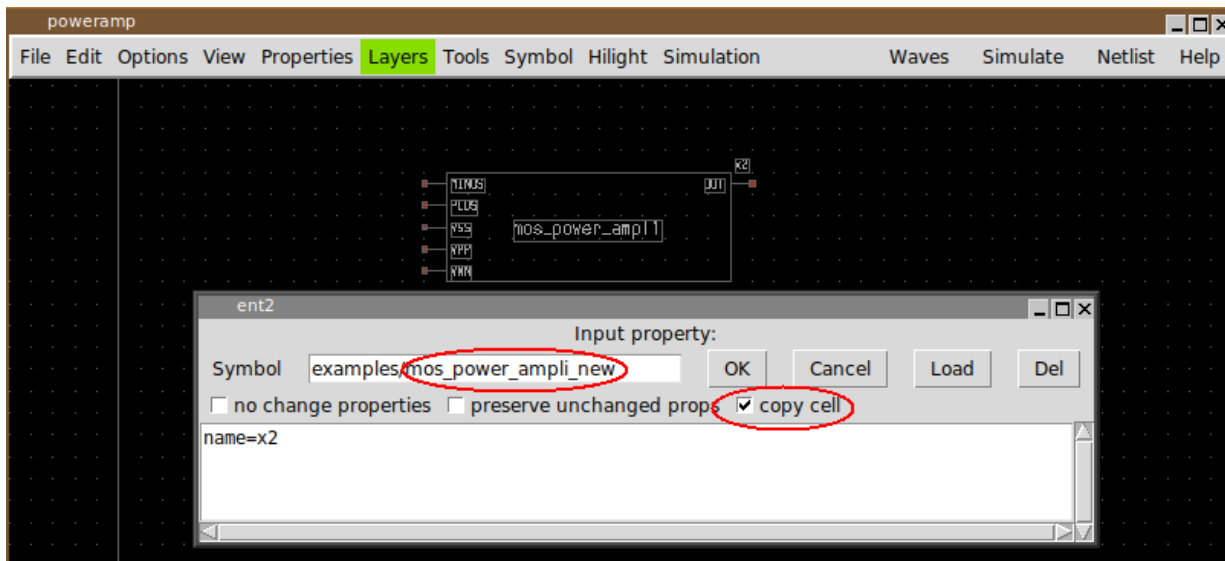 poweramp
File Edit Options View Properties Layers Tools Symbol Hilight Simulation Waves Simulate Netlist Help
x2
MINUS OUT
PLUS
VSS mos_power_ampl1
VPP
VNN
ent2
Input property:
Symbol examples/mos_power_ampli_new OK Cancel Load Del
no change properties preserve unchanged props copy cell
name=x2